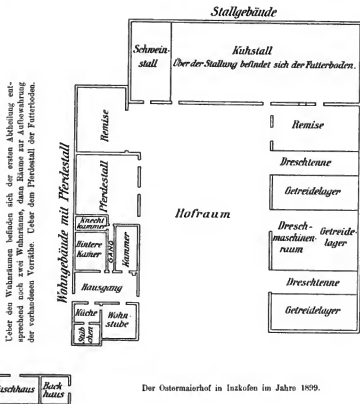 Stallgebäude
Schwein-
stall
Kuhstall
Über der Stallung befindet sich der Futterboden.
Ueber den Wohnräumen befinden sich der ersten Abtheilung ent-
sprechend noch zwei Wohnräume, dann Räume zur Aufbewahrung
der vorhandenen Vorräthe. Ueber dem Pferdestall der Futterboden.
Wohngebäude mit Pferdestall
Remise
Pferdestall
Knecht
kammer
Hintere
Kamer
GANG
Kammer
Hausgang
Küche
Stüb
chen
Wohn-
stube
Hofraum
Remise
Dreschtenne
Getreidelager
Dresch-
maschinen-
raum
Getreide-
lager
Dreschtenne
Getreidelager
Back
haus
Der Ostermaierhof in Inzkofen im Jahre 1899.